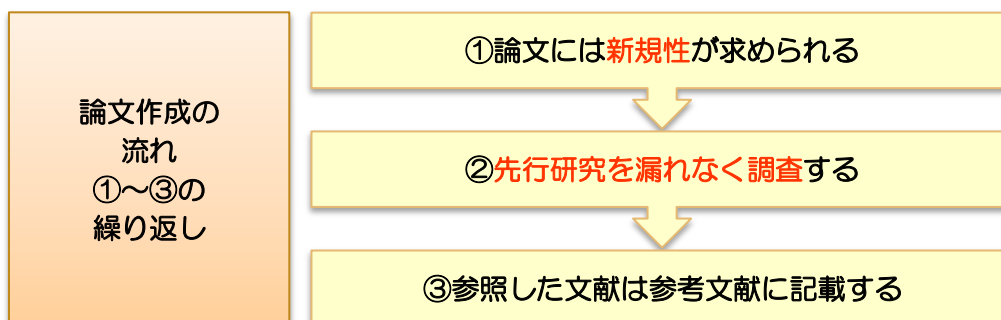 論文作成の
流れ
①～③の
繰り返し
①論文には新規性が求められる
②先行研究を漏れなく調査する
③参照した文献は参考文献に記載する